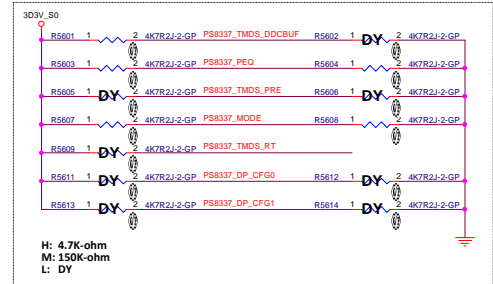 3D3V_S0
R5601 1 2 4K7R2J-2-GP PS8337_TMDS_DDCBUF R5602 1 DY 2 4K7R2J-2-GP
R5603 1 2 4K7R2J-2-GP PS8337_PEQ R5604 1 2 4K7R2J-2-GP
R5605 1 DY 2 4K7R2J-2-GP PS8337_TMDS_PRE R5606 1 DY 2 4K7R2J-2-GP
R5607 1 2 4K7R2J-2-GP PS8337_MODE R5608 1 2 4K7R2J-2-GP
R5609 1 DY 2 4K7R2J-2-GP PS8337_TMDS_RT
R5611 1 DY 2 4K7R2J-2-GP PS8337_DP_CFG0 R5612 1 DY 2 4K7R2J-2-GP
R5613 1 DY 2 4K7R2J-2-GP PS8337_DP_CFG1 R5614 1 DY 2 4K7R2J-2-GP
H: 4.7K-ohm
M: 150K-ohm
L: DY